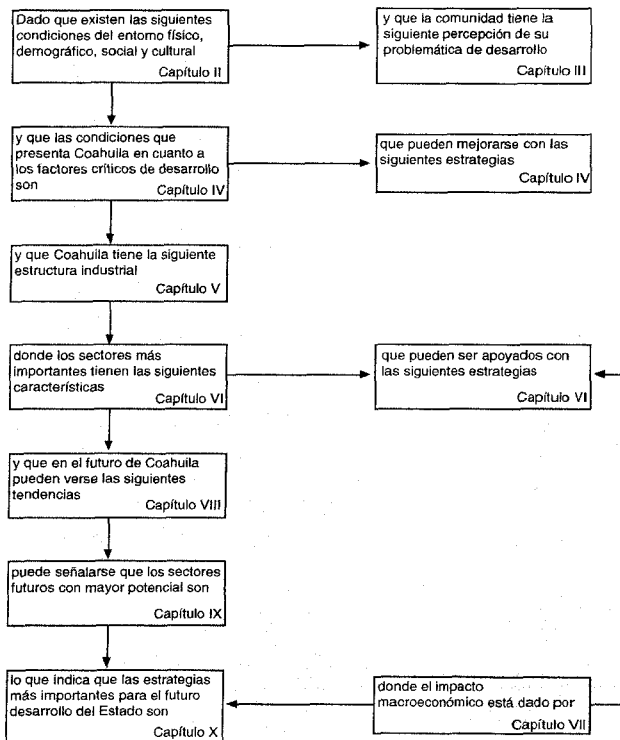 Dado que existen las siguientes
condiciones del entorno físico,
demográfico, social y cultural
Capítulo II
y que la comunidad tiene la
siguiente percepción de su
problemática de desarrollo
Capítulo III
y que las condiciones que
presenta Coahuila en cuanto a
los factores críticos de desarrollo
son
Capítulo IV
que pueden mejorarse con las
siguientes estrategias
Capítulo IV
y que Coahuila tiene la siguiente
estructura industrial
Capítulo V
donde los sectores más
importantes tienen las siguientes
características
Capítulo VI
que pueden ser apoyados con
las siguientes estrategias
Capítulo VI
y que en el futuro de Coahuila
pueden verse las siguientes
tendencias
Capítulo VIII
puede señalarse que los sectores
futuros con mayor potencial son
Capítulo IX
lo que indica que las estrategias
más importantes para el futuro
desarrollo del Estado son
Capítulo X
donde el impacto
macroeconómico está dado por
Capítulo VII